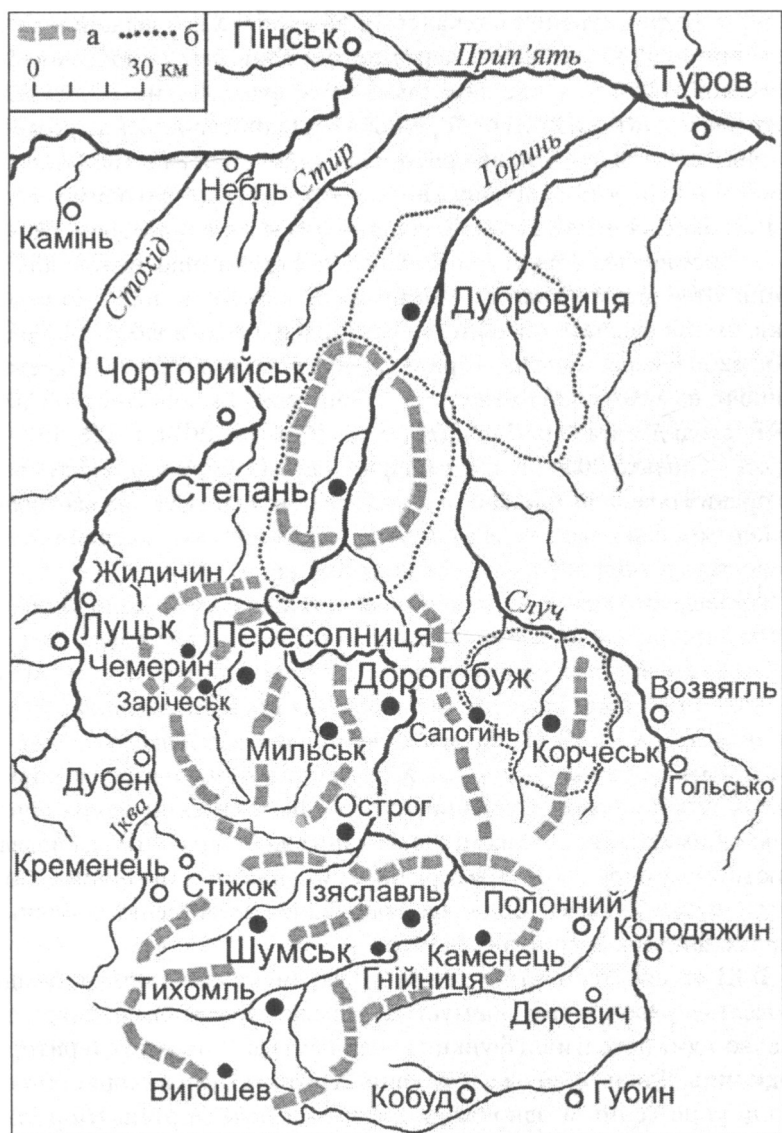 а б
0 30 км
Пінськ
Прип’ять
Туров
Небль
Стир
Горинь
Камінь
Стохід
Дубровиця
Чорторийськ
Степань
Жидичин
Случ
Луцьк
Пересопниця
Чемерин
Дорогобуж
Зарічеськ
Сапогинь
Возвягль
Мильськ
Корчеськ
Дубен
Гольсько
Іква
Острог
Кременець
Стіжок
Ізяславль
Полонний
Шумськ
Каменець
Колодяжин
Тихомль
Гнійниця
Деревич
Вигошев
Кобуд
Губин